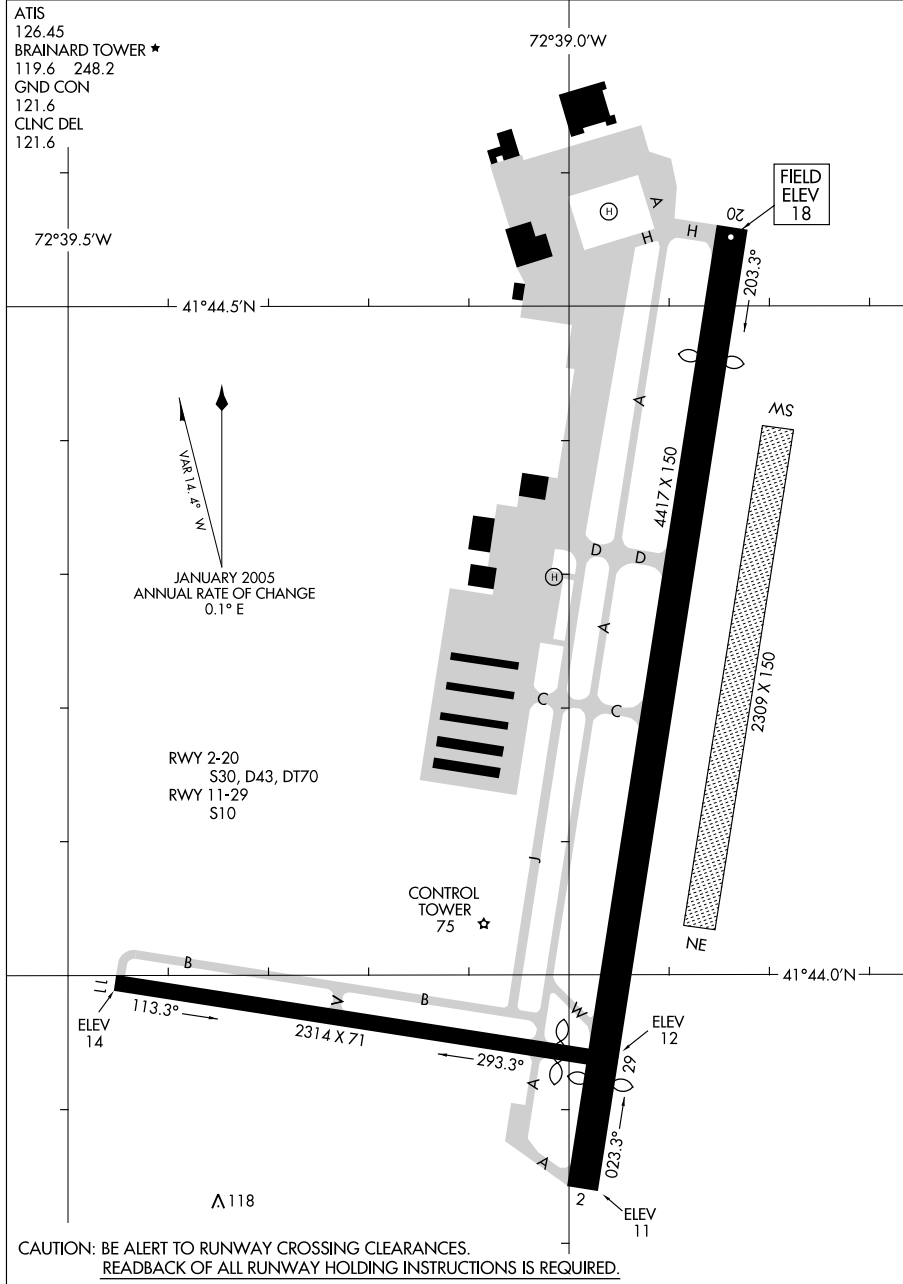 ATIS
126.45
BRAINARD TOWER ★
119.6 248.2
GND CON
121.6
CLNC DEL
121.6
72°39.0'W
72°39.5'W
FIELD
ELEV
18
20
A
H
H
H
203.3°
41°44.5'N
A
SW
VAR 14.4° W
4417 X 150
JANUARY 2005
ANNUAL RATE OF CHANGE
0.1° E
D
D
H
A
2309 X 150
C
C
RWY 2-20
S30, D43, DT70
RWY 11-29
S10
J
CONTROL
TOWER
75
NE
B
41°44.0'N
11
B
V
W
113.3°
2314 X 71
ELEV
14
ELEV
12
293.3°
29
A
023.3°
A
2
118
ELEV
11
CAUTION: BE ALERT TO RUNWAY CROSSING CLEARANCES.
READBACK OF ALL RUNWAY HOLDING INSTRUCTIONS IS REQUIRED.